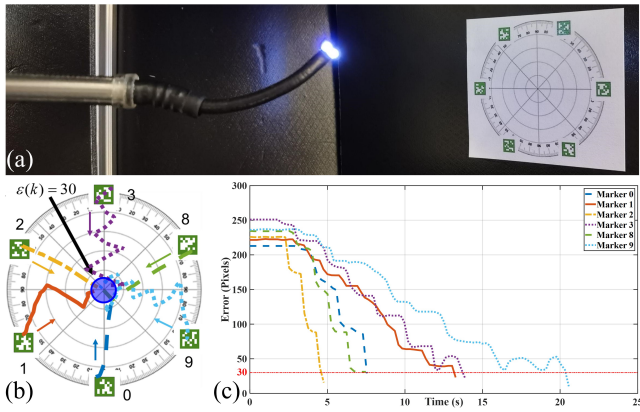 (a)
ε(k) = 30
3
2
8
1
9
0
(b)
Error (Pixels)
300
250
200
150
100
50
30
0
0
5
10
15
20
25
Time (s)
Marker 0
Marker 1
Marker 2
Marker 3
Marker 8
Marker 9
(c)